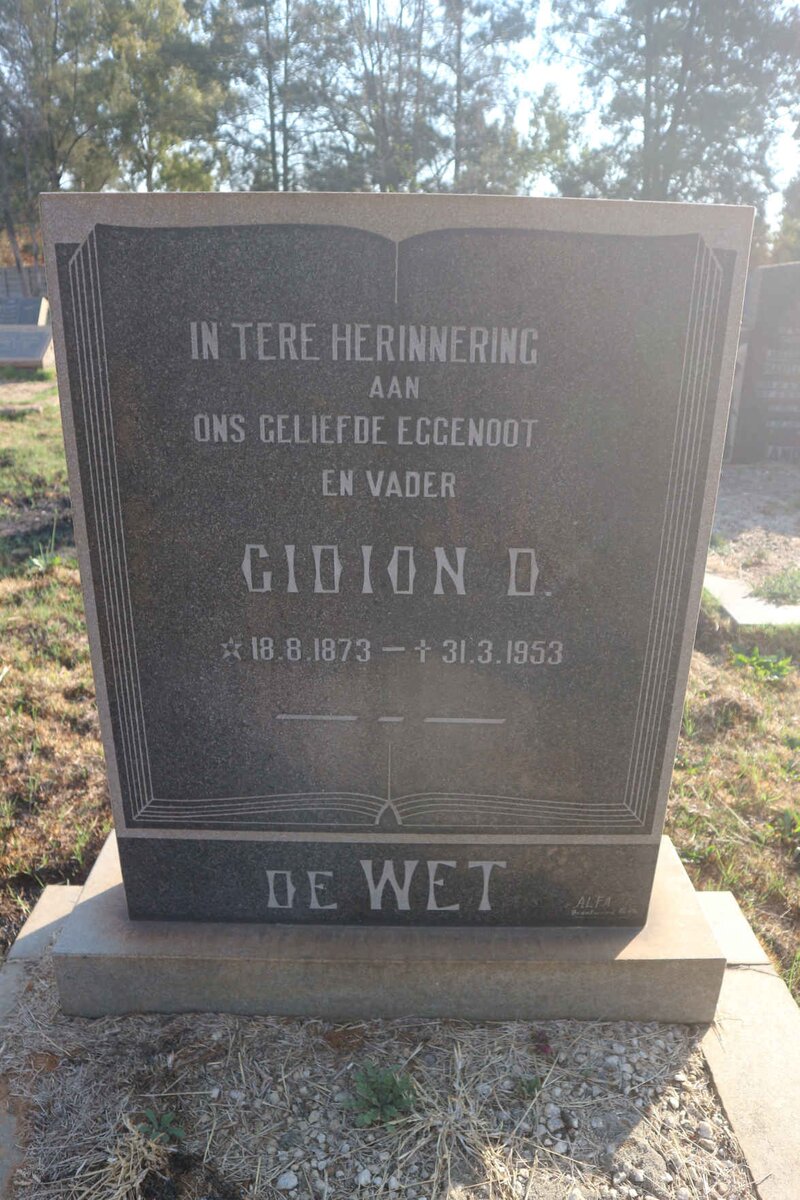 IN TERE HERINNERING
AAN
ONS GELIEFDE EGGENOOT
EN VADER
GIDION D.
☆ 18.8.1873 — † 31.3.1953
DE WET
ALFA